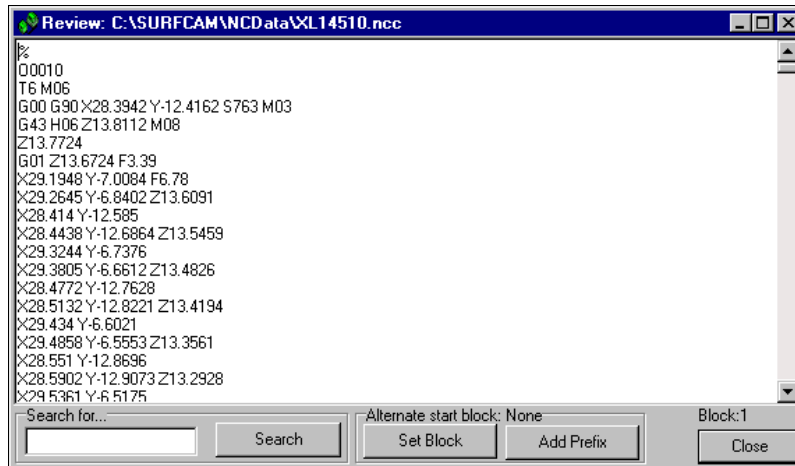 Review: C:\SURFCAM\NCData\XL14510.ncc
%
O0010
T6 M06
G00 G90 X28.3942 Y-12.4162 S763 M03
G43 H06 Z13.8112 M08
Z13.7724
G01 Z13.6724 F3.39
X29.1948 Y-7.0084 F6.78
X29.2645 Y-6.8402 Z13.6091
X28.414 Y-12.585
X28.4438 Y-12.6864 Z13.5459
X29.3244 Y-6.7376
X29.3805 Y-6.6612 Z13.4826
X28.4772 Y-12.7628
X28.5132 Y-12.8221 Z13.4194
X29.434 Y-6.6021
X29.4858 Y-6.5553 Z13.3561
X28.551 Y-12.8696
X28.5902 Y-12.9073 Z13.2928
X29.5361 Y-6.5175
Search for...
Search
Alternate start block: None
Set Block
Add Prefix
Block:1
Close